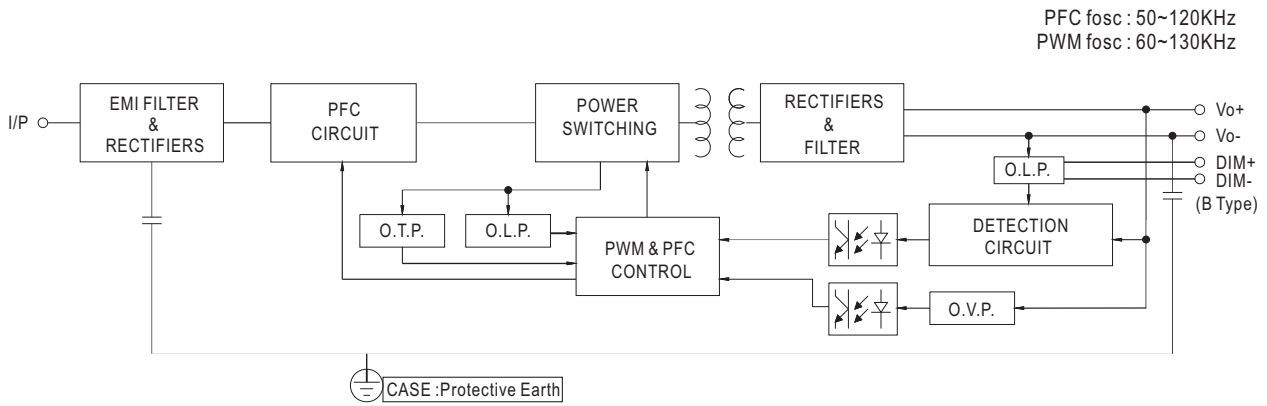 PFC fosc : 50~120KHz
PWM fosc : 60~130KHz
I/P
EMI FILTER
&
RECTIFIERS
PFC
CIRCUIT
POWER
SWITCHING
RECTIFIERS
&
FILTER
Vo+
Vo-
DIM+
DIM-
(B Type)
O.L.P.
O.T.P.
O.L.P.
PWM & PFC
CONTROL
DETECTION
CIRCUIT
O.V.P.
CASE :Protective Earth